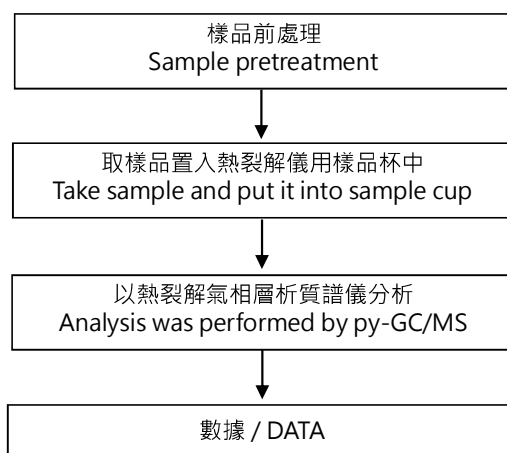 樣品前處理
Sample pretreatment
取樣品置入熱裂解儀用樣品杯中
Take sample and put it into sample cup
以熱裂解氣相層析質譜儀分析
Analysis was performed by py-GC/MS
數據 / DATA